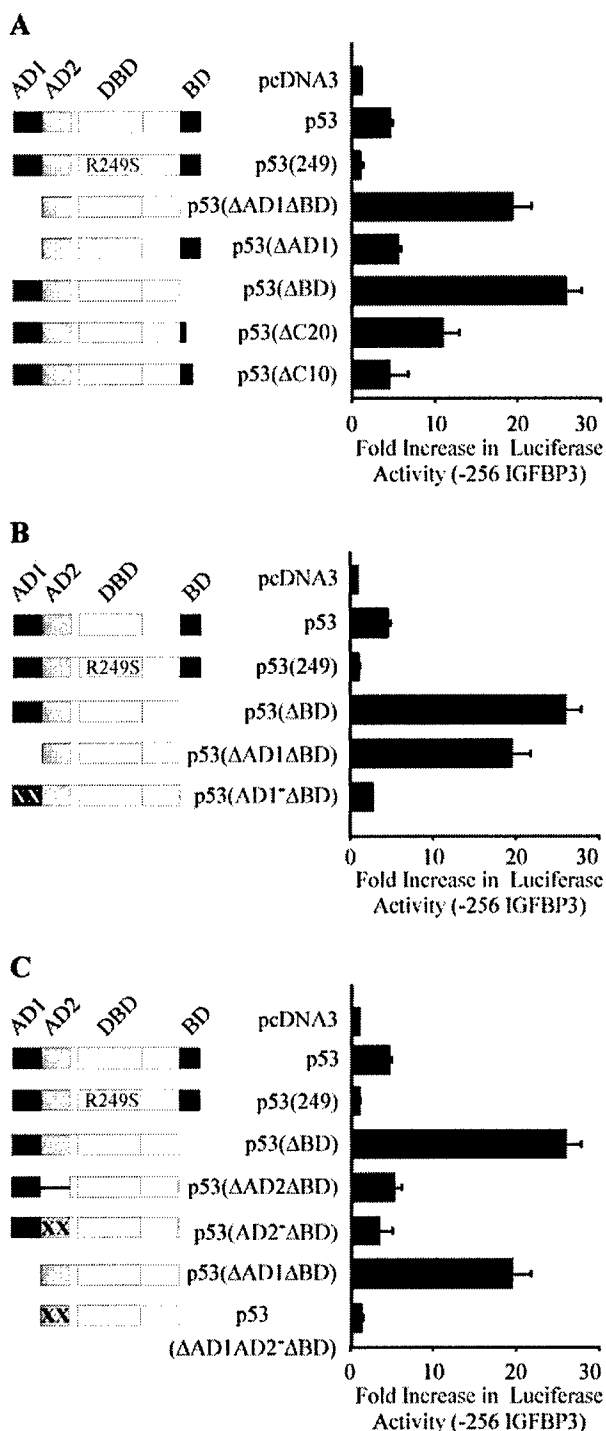 A
AD1 AD2 DBD BD
pcDNA3
p53
R249S p53(249)
p53(ΔAD1ΔBD)
p53(ΔAD1)
p53(ΔBD)
p53(ΔC20)
p53(ΔC10)
0 10 20 30
Fold Increase in Luciferase
Activity (-256 IGFBP3)
B
AD1 AD2 DBD BD
pcDNA3
p53
R249S p53(249)
p53(ΔBD)
p53(ΔAD1ΔBD)
XX p53(AD1-ΔBD)
0 10 20 30
Fold Increase in Luciferase
Activity (-256 IGFBP3)
C
AD1 AD2 DBD BD
pcDNA3
p53
R249S p53(249)
p53(ΔBD)
p53(ΔAD2ΔBD)
XX p53(AD2-ΔBD)
p53(ΔAD1ΔBD)
XX p53
(ΔAD1AD2-ΔBD)
0 10 20 30
Fold Increase in Luciferase
Activity (-256 IGFBP3)